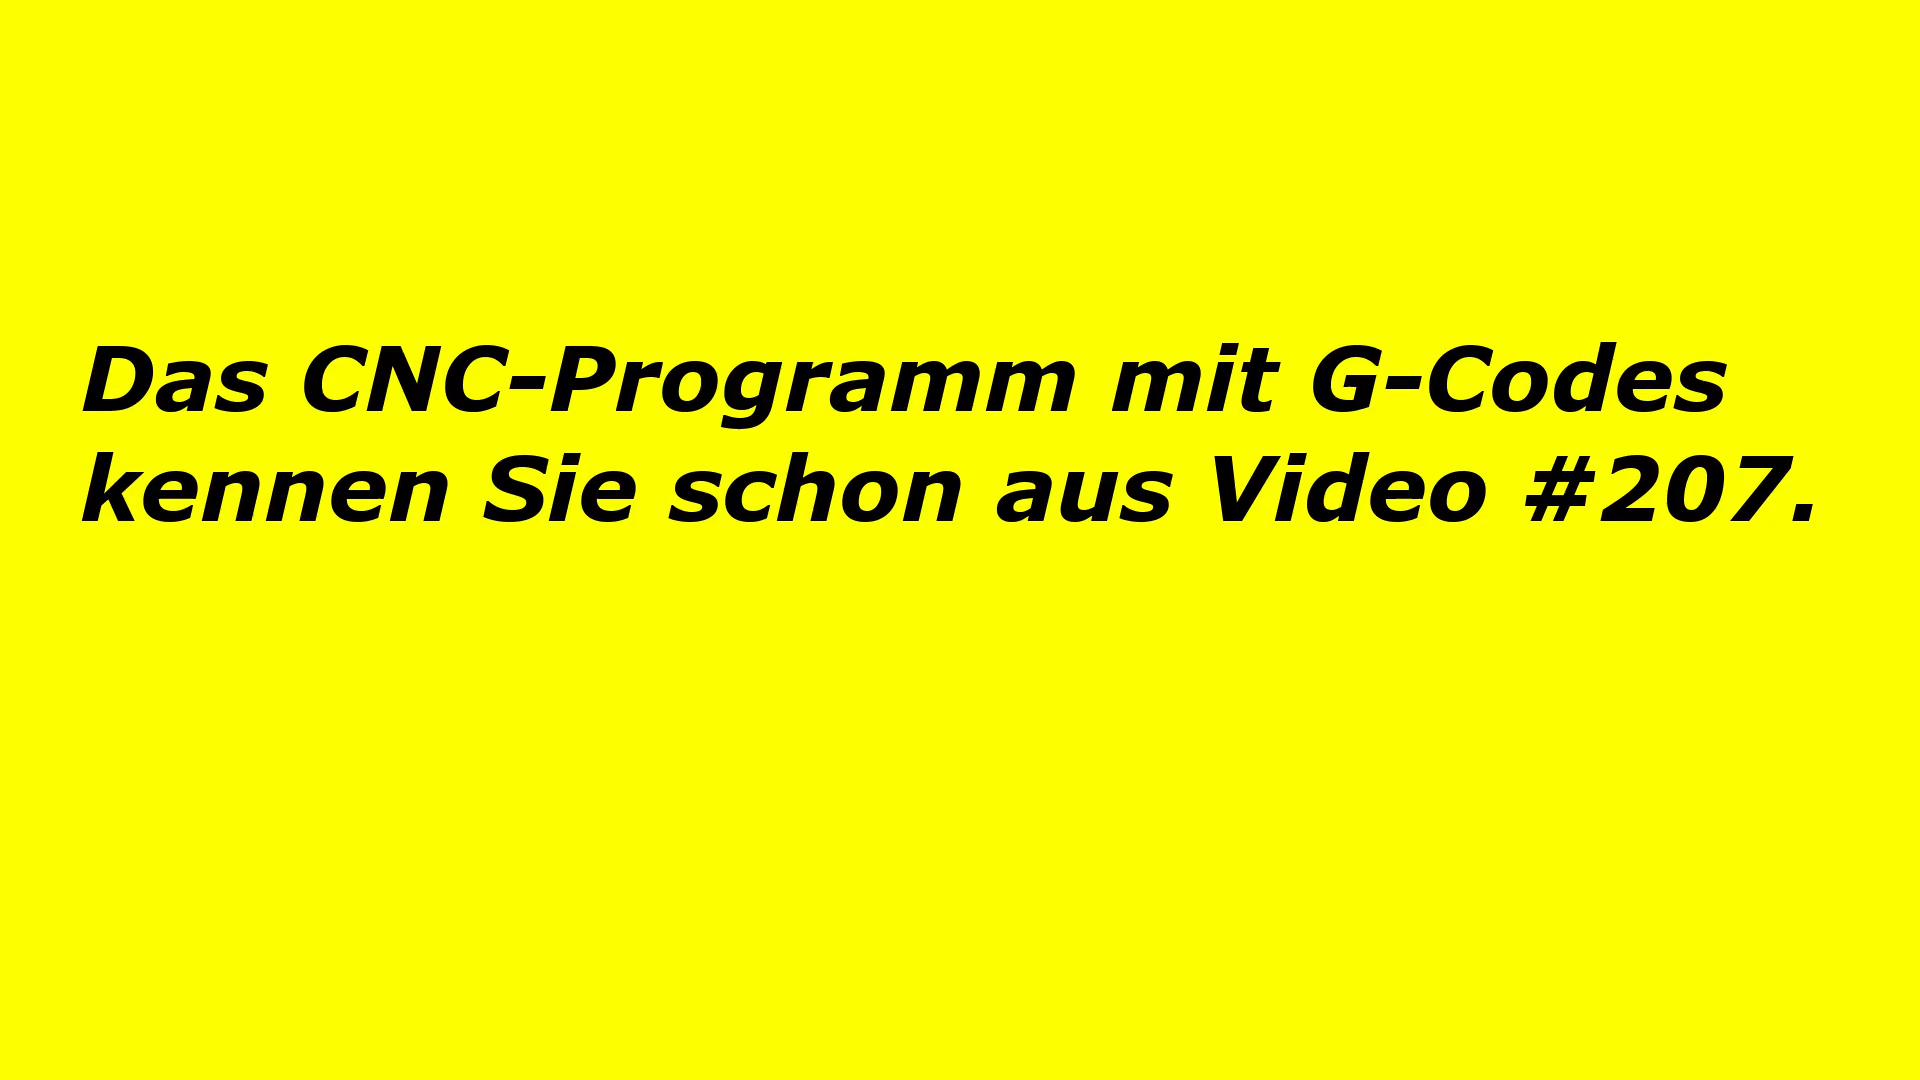 Das CNC-Programm mit G-Codes
kennen Sie schon aus Video #207.